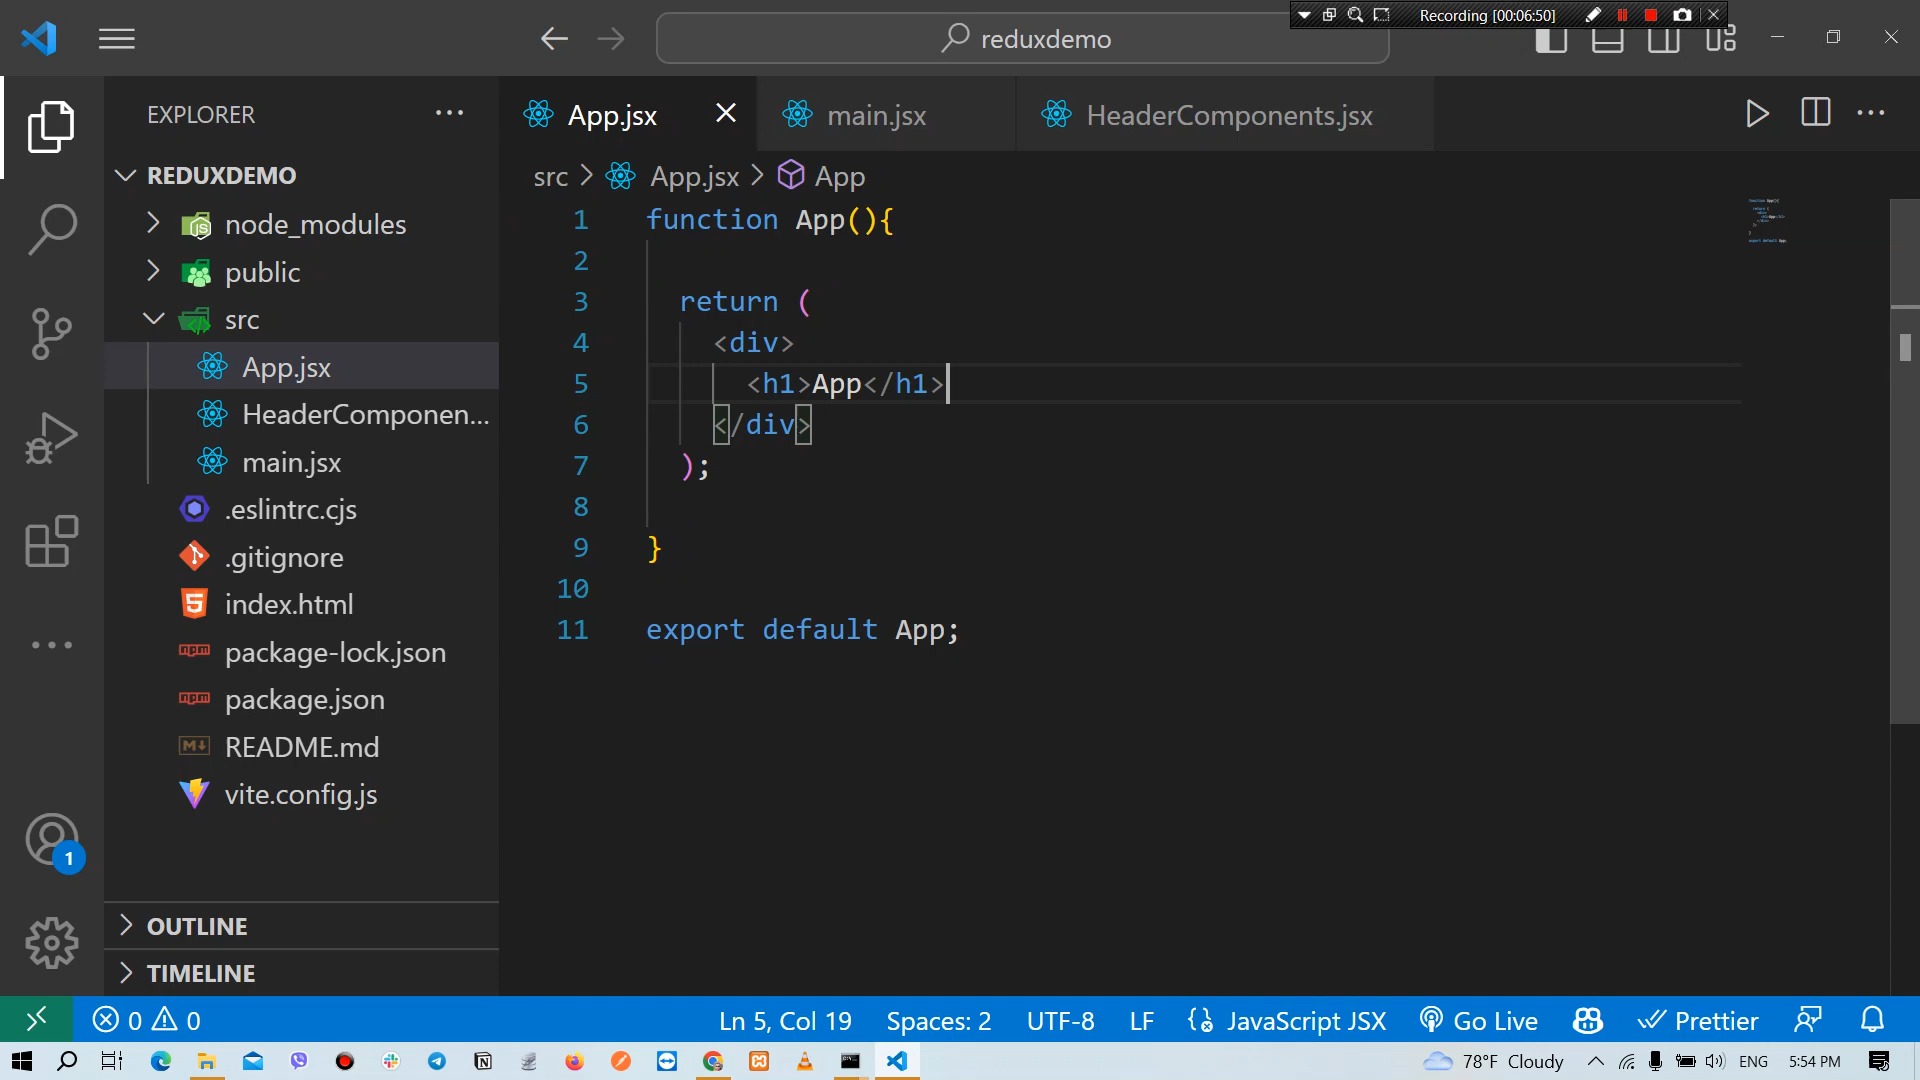 Recording [00:06:50]
reduxdemo
EXPLORER
App.jsx
main.jsx
HeaderComponents.jsx
REDUXDEMO
src > App.jsx > App
node_modules
public
src
App.jsx
HeaderComponen...
main.jsx
.eslintrc.cjs
.gitignore
index.html
package-lock.json
package.json
README.md
vite.config.js
1 function App(){
2
3 return (
4 <div>
5 <h1>App</h1>
6 </div>
7 );
8
9 }
10
11 export default App;
1
OUTLINE
TIMELINE
0 0 Ln 5, Col 19 Spaces: 2 UTF-8 LF JavaScript JSX Go Live Prettier
78°F Cloudy ENG 5:54 PM